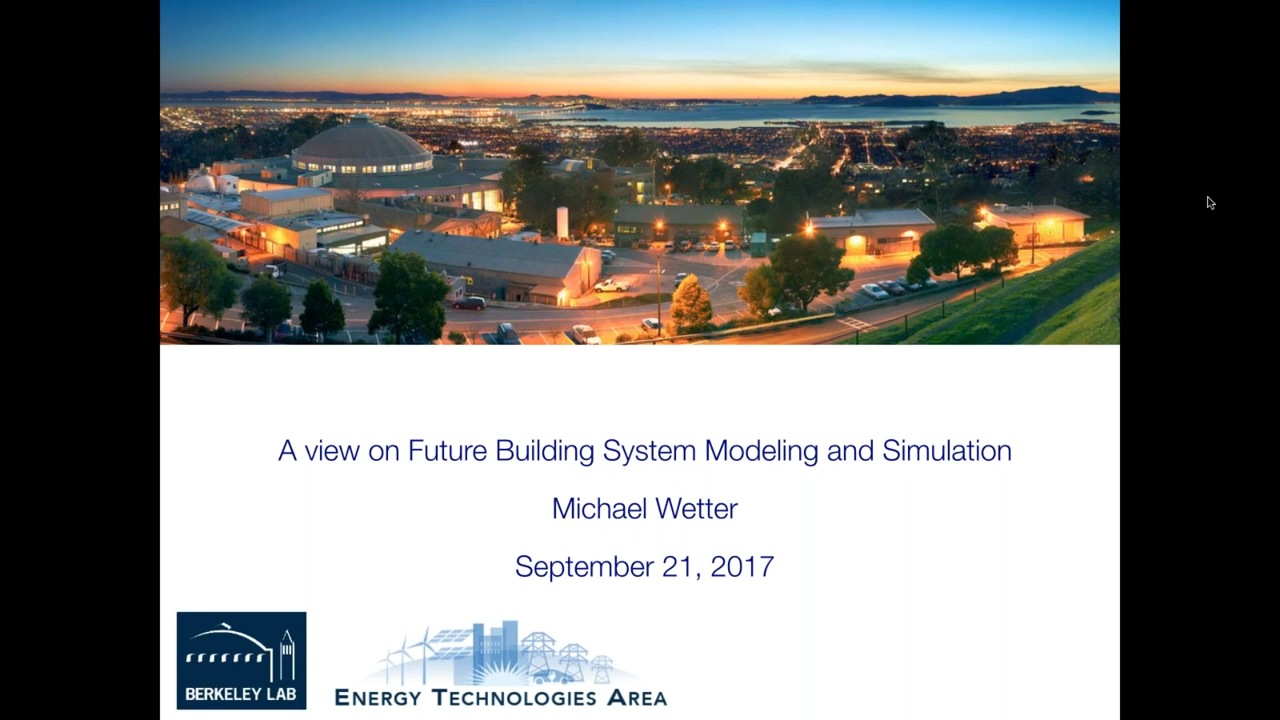 A view on Future Building System Modeling and Simulation
Michael Wetter
September 21, 2017
BERKELEY LAB
ENERGY TECHNOLOGIES AREA